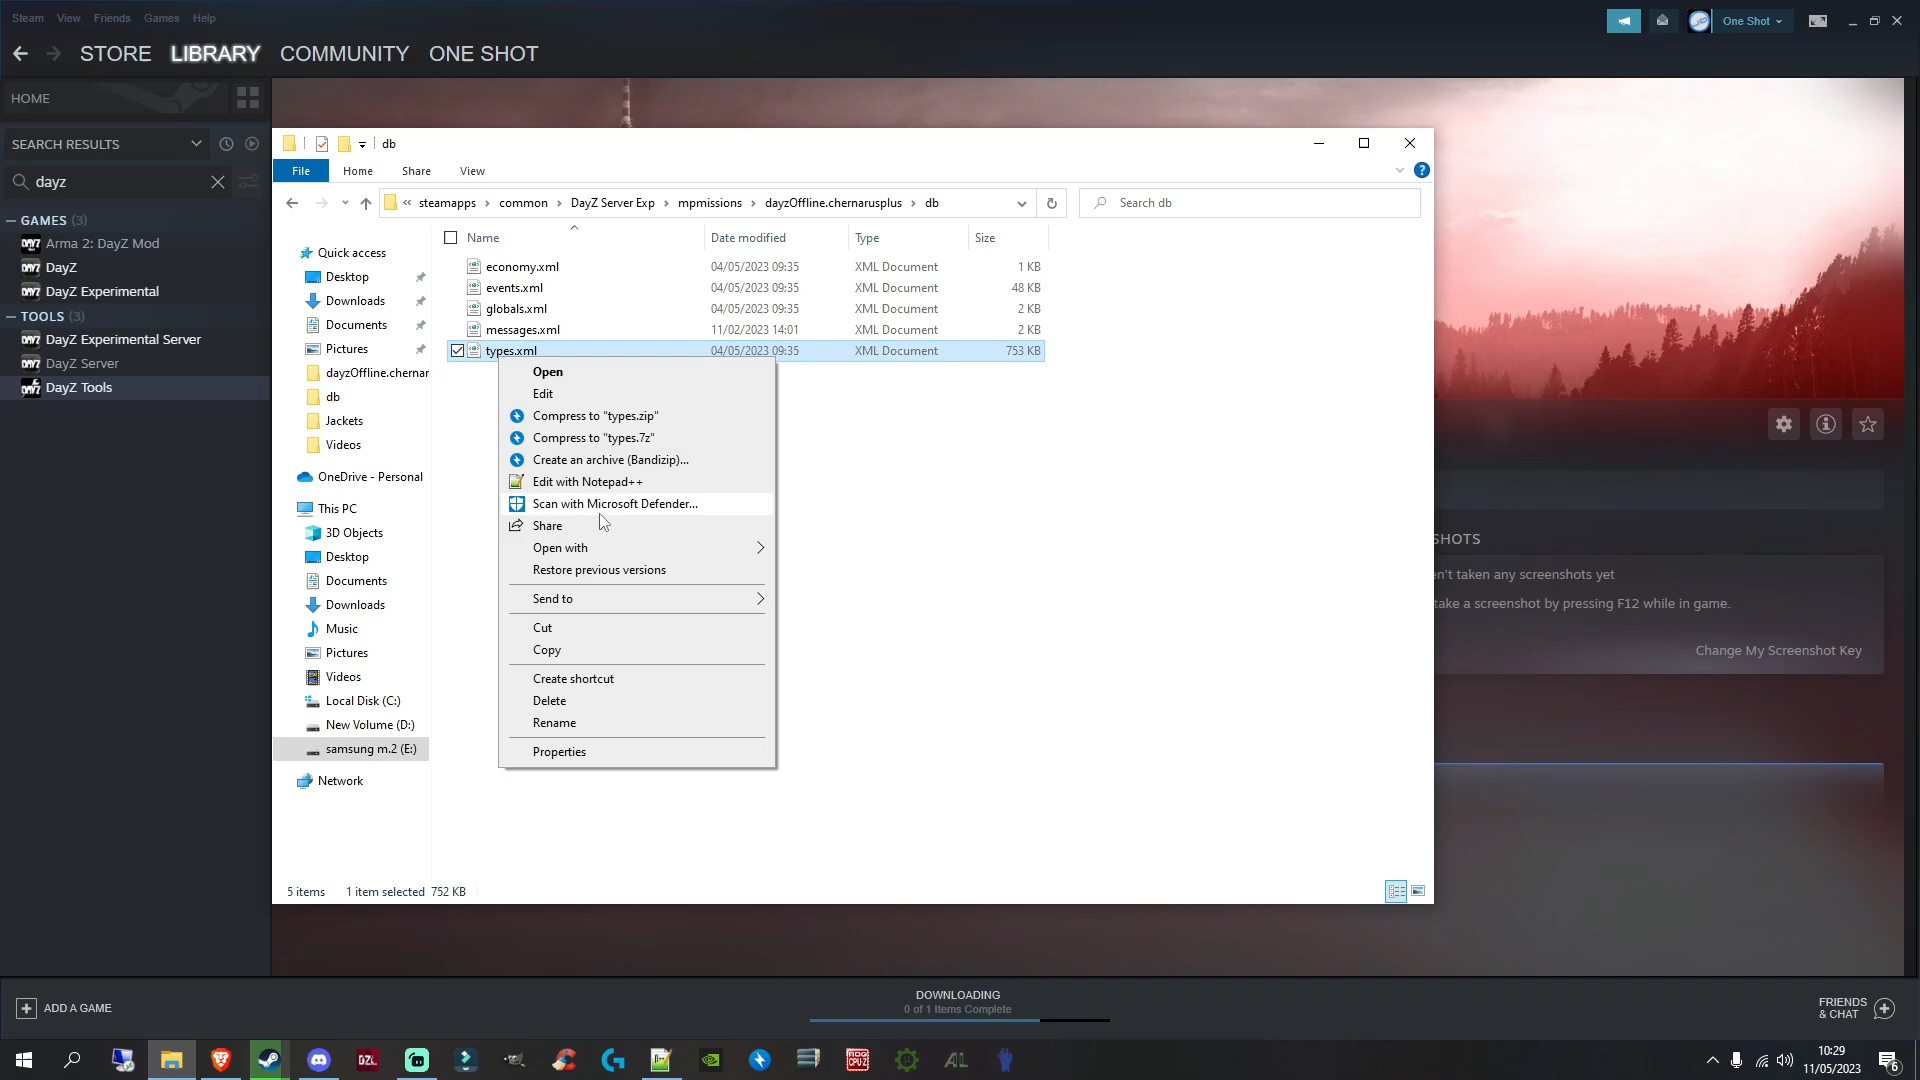 Steam View Friends Games Help
One Shot
STORE LIBRARY COMMUNITY ONE SHOT
HOME
SEARCH RESULTS
dayz
GAMES (3)
Arma 2: DayZ Mod
DayZ
DayZ Experimental
TOOLS (3)
DayZ Experimental Server
DayZ Server
DayZ Tools
db
File Home Share View
« steamapps › common › DayZ Server Exp › mpmissions › dayzOffline.chernarusplus › db
Search db
Name Date modified Type Size
economy.xml 04/05/2023 09:35 XML Document 1 KB
events.xml 04/05/2023 09:35 XML Document 48 KB
globals.xml 04/05/2023 09:35 XML Document 2 KB
messages.xml 11/02/2023 14:01 XML Document 2 KB
types.xml 04/05/2023 09:35 XML Document 753 KB
Quick access
Desktop
Downloads
Documents
Pictures
dayzOffline.chernar
db
Jackets
Videos
OneDrive - Personal
This PC
3D Objects
Desktop
Documents
Downloads
Music
Pictures
Videos
Local Disk (C:)
New Volume (D:)
samsung m.2 (E:)
Network
Open
Edit
Compress to "types.zip"
Compress to "types.7z"
Create an archive (Bandizip)...
Edit with Notepad++
Scan with Microsoft Defender...
Share
Open with
Restore previous versions
Send to
Cut
Copy
Create shortcut
Delete
Rename
Properties
5 items 1 item selected 752 KB
SHOTS
en't taken any screenshots yet
take a screenshot by pressing F12 while in game.
Change My Screenshot Key
ADD A GAME
DOWNLOADING
0 of 1 Items Complete
FRIENDS
& CHAT
DZL
CPU-Z
AL
10:29
11/05/2023
6